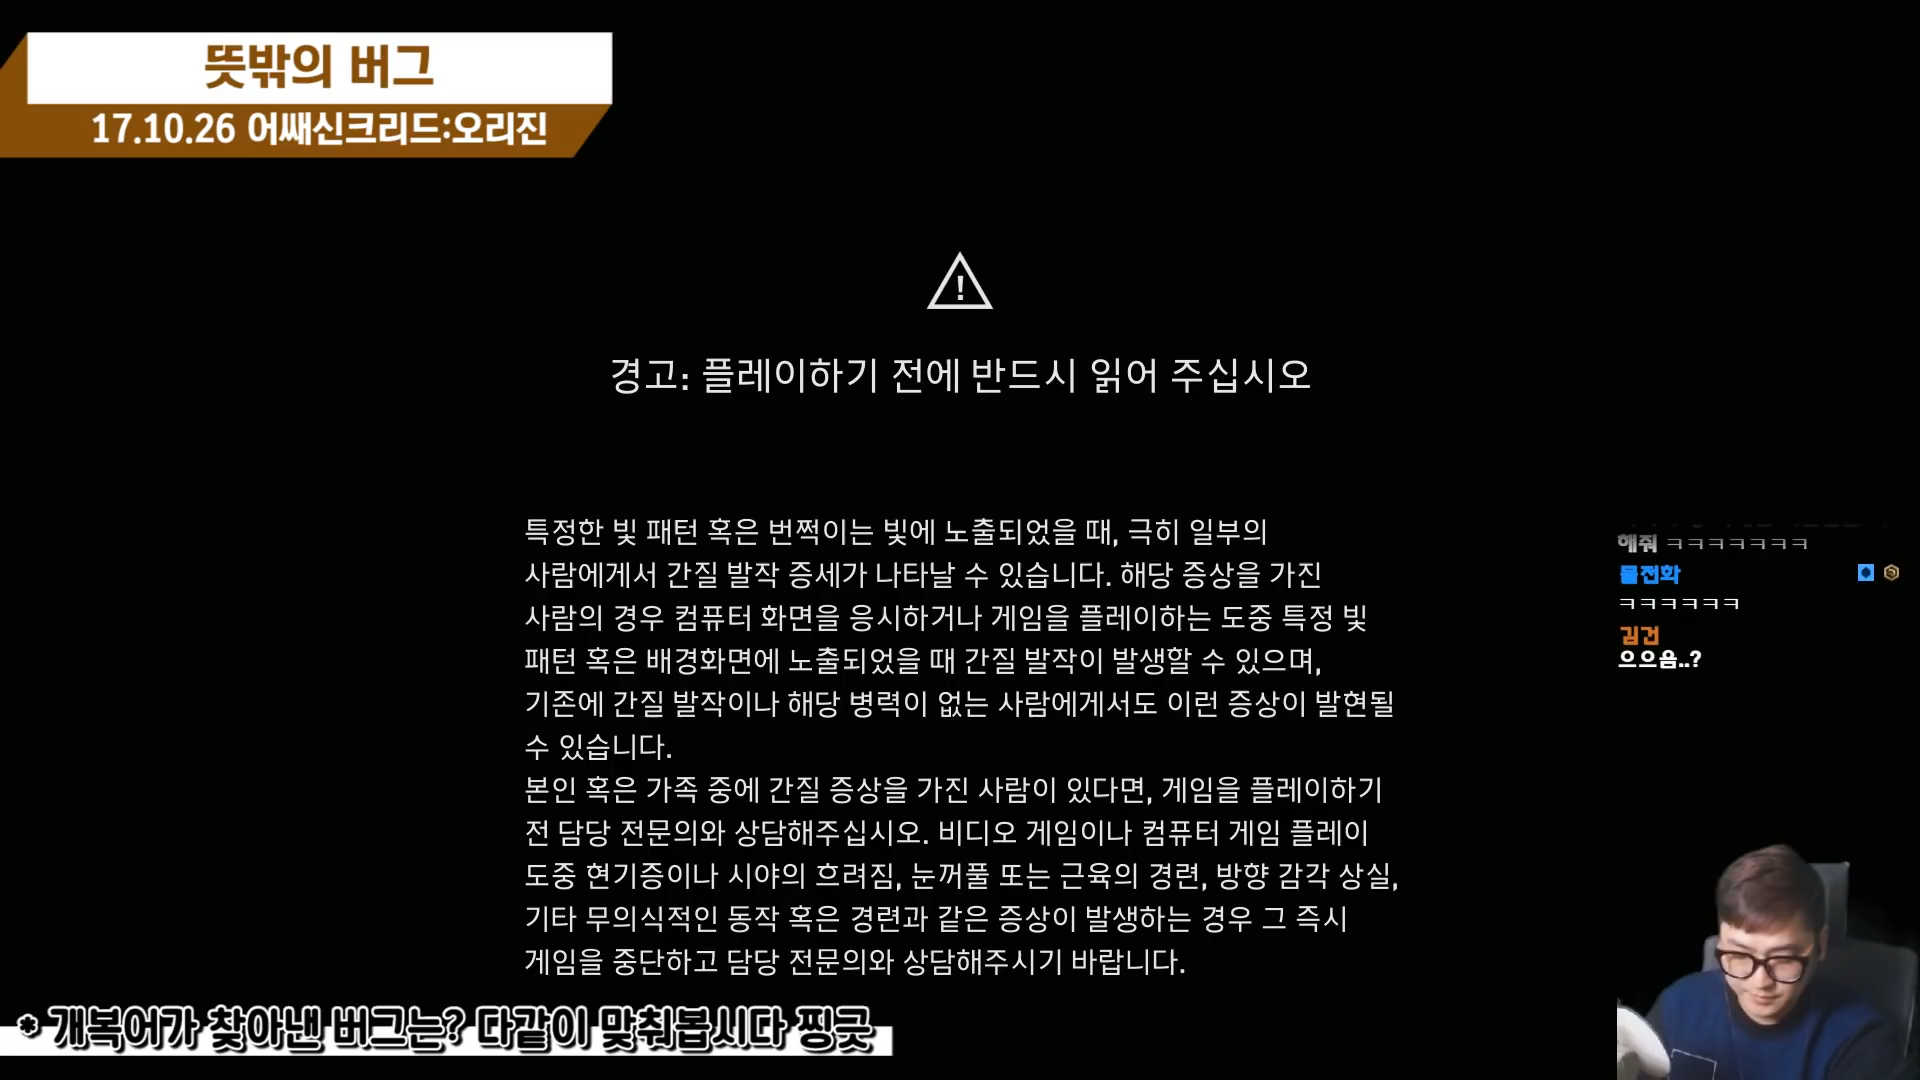 뜻밖의 버그
17.10.26 어쌔신크리드:오리진
!
경고: 플레이하기 전에 반드시 읽어 주십시오
특정한 빛 패턴 혹은 번쩍이는 빛에 노출되었을 때, 극히 일부의
사람에게서 간질 발작 증세가 나타날 수 있습니다. 해당 증상을 가진
사람의 경우 컴퓨터 화면을 응시하거나 게임을 플레이하는 도중 특정 빛
패턴 혹은 배경화면에 노출되었을 때 간질 발작이 발생할 수 있으며,
기존에 간질 발작이나 해당 병력이 없는 사람에게서도 이런 증상이 발현될
수 있습니다.
본인 혹은 가족 중에 간질 증상을 가진 사람이 있다면, 게임을 플레이하기
전 담당 전문의와 상담해주십시오. 비디오 게임이나 컴퓨터 게임 플레이
도중 현기증이나 시야의 흐려짐, 눈꺼풀 또는 근육의 경련, 방향 감각 상실,
기타 무의식적인 동작 혹은 경련과 같은 증상이 발생하는 경우 그 즉시
게임을 중단하고 담당 전문의와 상담해주시기 바랍니다.
해줘 ㅋㅋㅋㅋㅋㅋㅋ
물전화
ㅋㅋㅋㅋㅋㅋ
김건
으으음..?
* 개복어가 찾아낸 버그는? 다같이 맞춰봅시다 찡긋